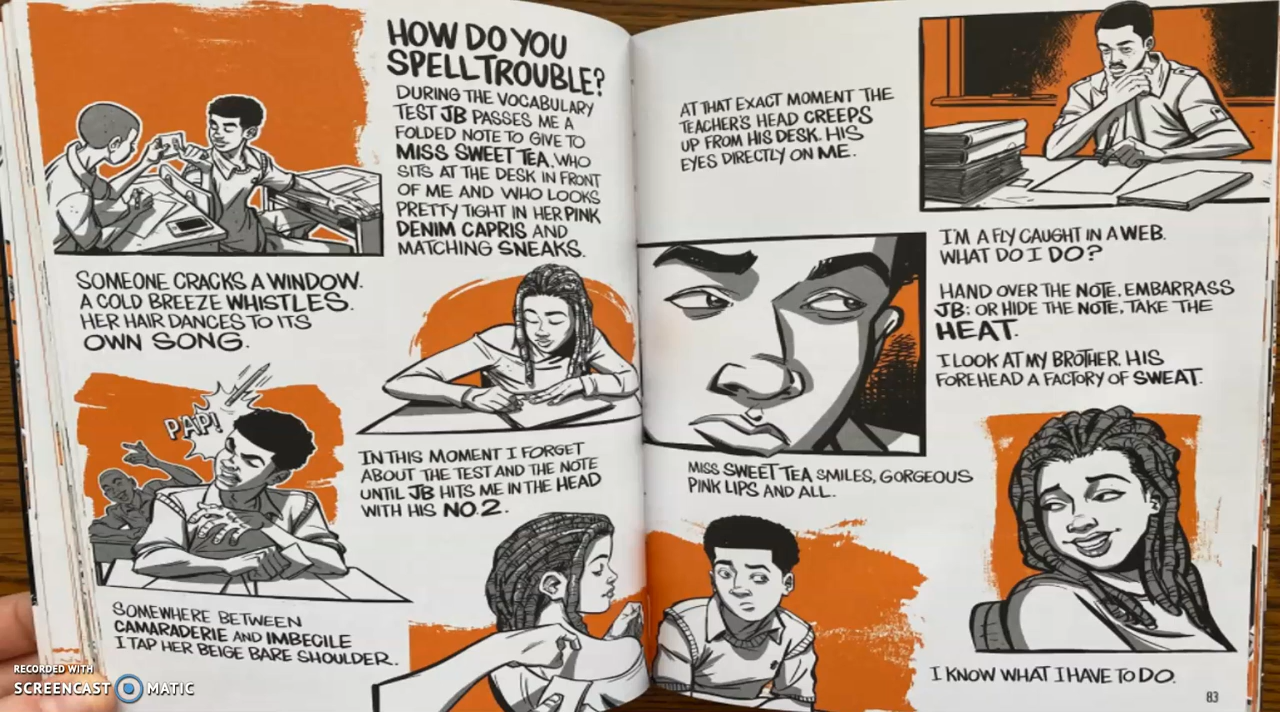 HOW DO YOU
SPELL TROUBLE?
DURING THE VOCABULARY
TEST JB PASSES ME A
FOLDED NOTE TO GIVE TO
MISS SWEET TEA, WHO
SITS AT THE DESK IN FRONT
OF ME AND WHO LOOKS
PRETTY TIGHT IN HER PINK
DENIM CAPRIS AND
MATCHING SNEAKS.
SOMEONE CRACKS A WINDOW.
A COLD BREEZE WHISTLES.
HER HAIR DANCES TO ITS
OWN SONG.
PAP!
IN THIS MOMENT I FORGET
ABOUT THE TEST AND THE NOTE
UNTIL JB HITS ME IN THE HEAD
WITH HIS NO. 2.
SOMEWHERE BETWEEN
CAMARADERIE AND IMBECILE
I TAP HER BEIGE BARE SHOULDER.
AT THAT EXACT MOMENT THE
TEACHER'S HEAD CREEPS
UP FROM HIS DESK. HIS
EYES DIRECTLY ON ME.
I'M A FLY CAUGHT IN A WEB.
WHAT DO I DO?
HAND OVER THE NOTE, EMBARRASS
JB; OR HIDE THE NOTE, TAKE THE
HEAT.
I LOOK AT MY BROTHER. HIS
FOREHEAD A FACTORY OF SWEAT.
MISS SWEET TEA SMILES, GORGEOUS
PINK LIPS AND ALL.
I KNOW WHAT I HAVE TO DO.
83
RECORDED WITH
SCREENCAST MATIC